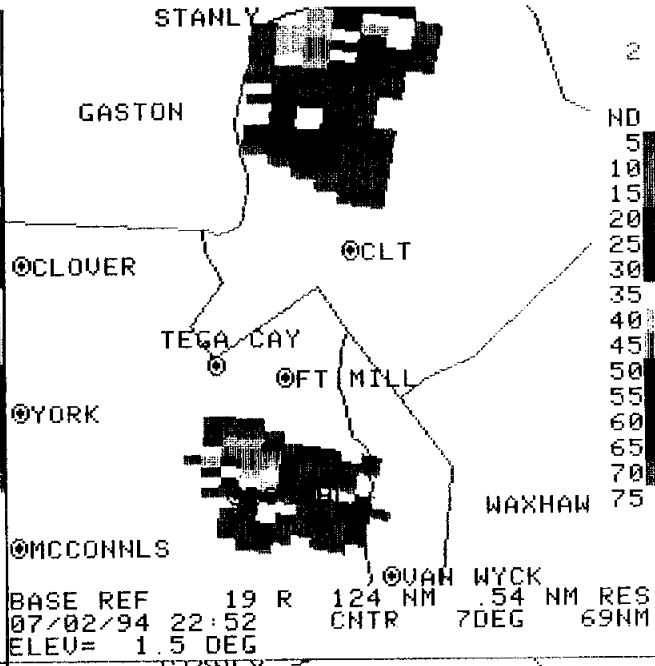 STANLY
2
GASTON
ND
5
10
15
20
25
30
35
40
45
50
55
60
65
70
75
CLT
CLOVER
TEGA CAY
FT MILL
YORK
WAXHAW
MCCONNLS
VAN WYCK
BASE REF 19 R 124 NM .54 NM RES
07/02/94 22:52 CNTR 7DEG 69NM
ELEV= 1.5 DEG